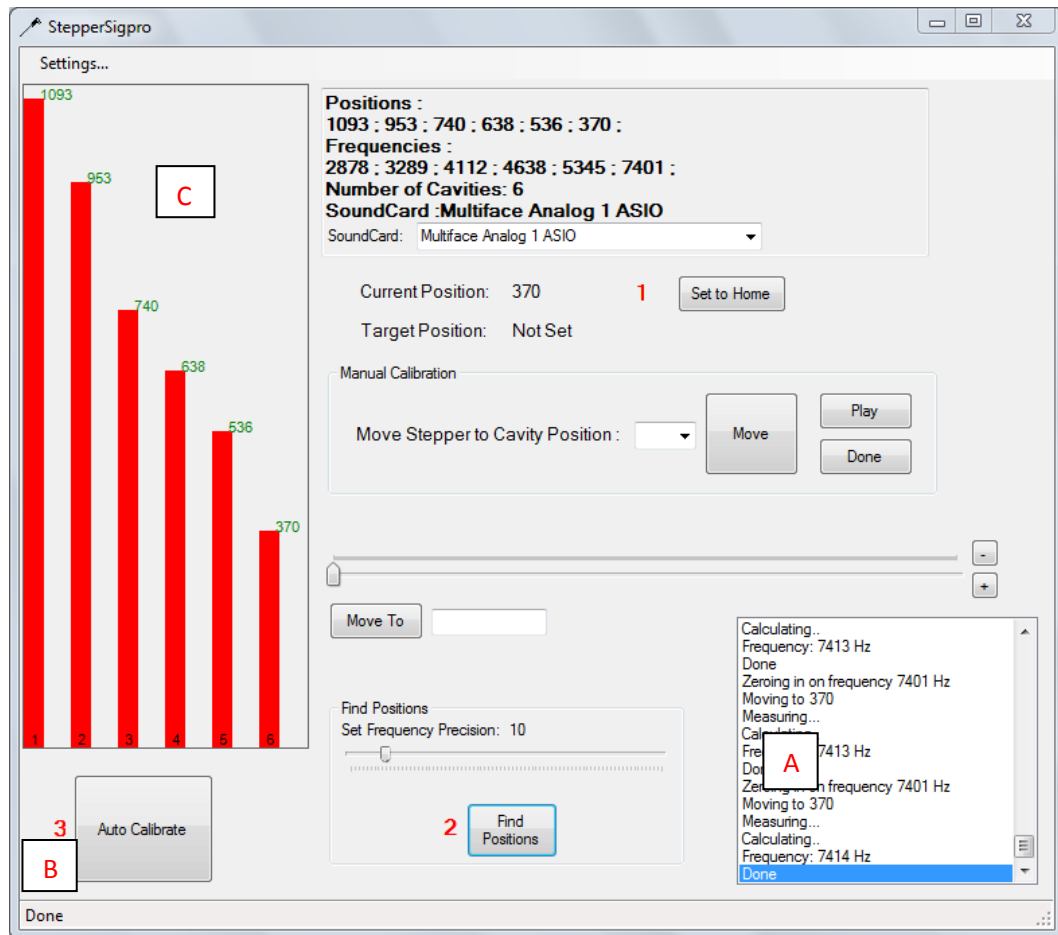 StepperSigpro
Settings...
1093
953
740
638
536
370
1 2 3 4 5 6
C
Positions :
1093 ; 953 ; 740 ; 638 ; 536 ; 370 ;
Frequencies :
2878 ; 3289 ; 4112 ; 4638 ; 5345 ; 7401 ;
Number of Cavities: 6
SoundCard :Multiface Analog 1 ASIO
SoundCard: Multiface Analog 1 ASIO
Current Position: 370
1 Set to Home
Target Position: Not Set
Manual Calibration
Move Stepper to Cavity Position :
Move
Play
Done
-
+
Move To
Find Positions
Set Frequency Precision: 10
2 Find
Positions
3 Auto Calibrate
B
Calculating..
Frequency: 7413 Hz
Done
Zeroing in on frequency 7401 Hz
Moving to 370
Measuring...
7413 Hz
A
frequency 7401 Hz
Moving to 370
Measuring...
Calculating..
Frequency: 7414 Hz
Done
Done